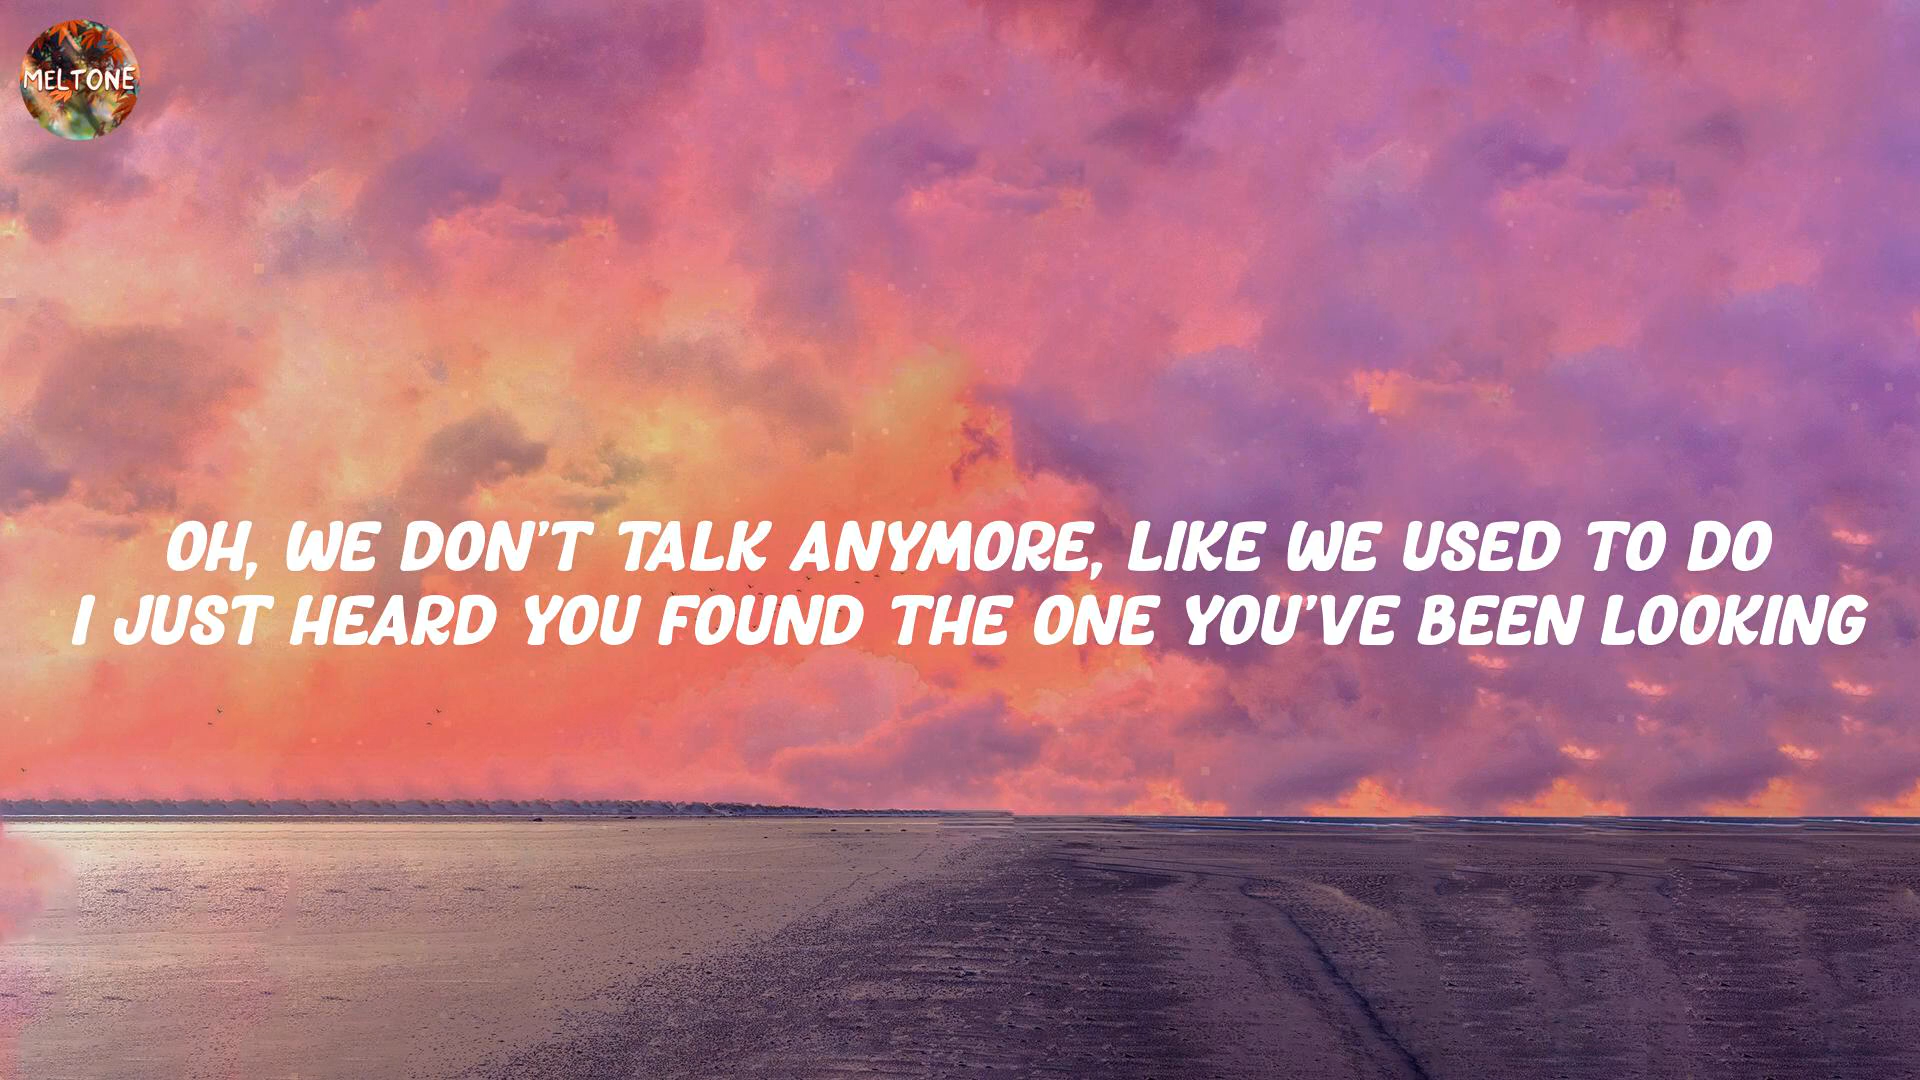 MELTONE
OH, WE DON'T TALK ANYMORE, LIKE WE USED TO DO
I JUST HEARD YOU FOUND THE ONE YOU'VE BEEN LOOKING